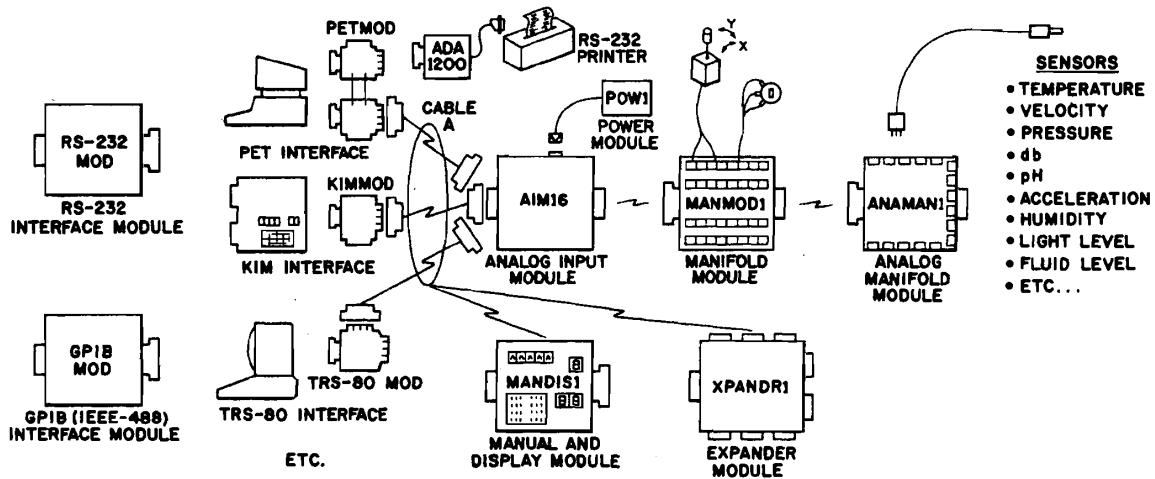 PETMOD
ADA
1200
RS-232
PRINTER
Y
X
SENSORS
• TEMPERATURE
• VELOCITY
• PRESSURE
• db
• pH
• ACCELERATION
• HUMIDITY
• LIGHT LEVEL
• FLUID LEVEL
• ETC...
RS-232
MOD
RS-232
INTERFACE MODULE
PET INTERFACE
CABLE
A
POW1
POWER
MODULE
KIMMOD
KIM INTERFACE
AIM16
ANALOG INPUT
MODULE
MANMOD1
MANIFOLD
MODULE
ANAMAN1
ANALOG
MANIFOLD
MODULE
GPIB
MOD
GPIB (IEEE-488)
INTERFACE MODULE
TRS-80 MOD
TRS-80 INTERFACE
ETC.
MANDIS1
MANUAL AND
DISPLAY MODULE
XPANDR1
EXPANDER
MODULE